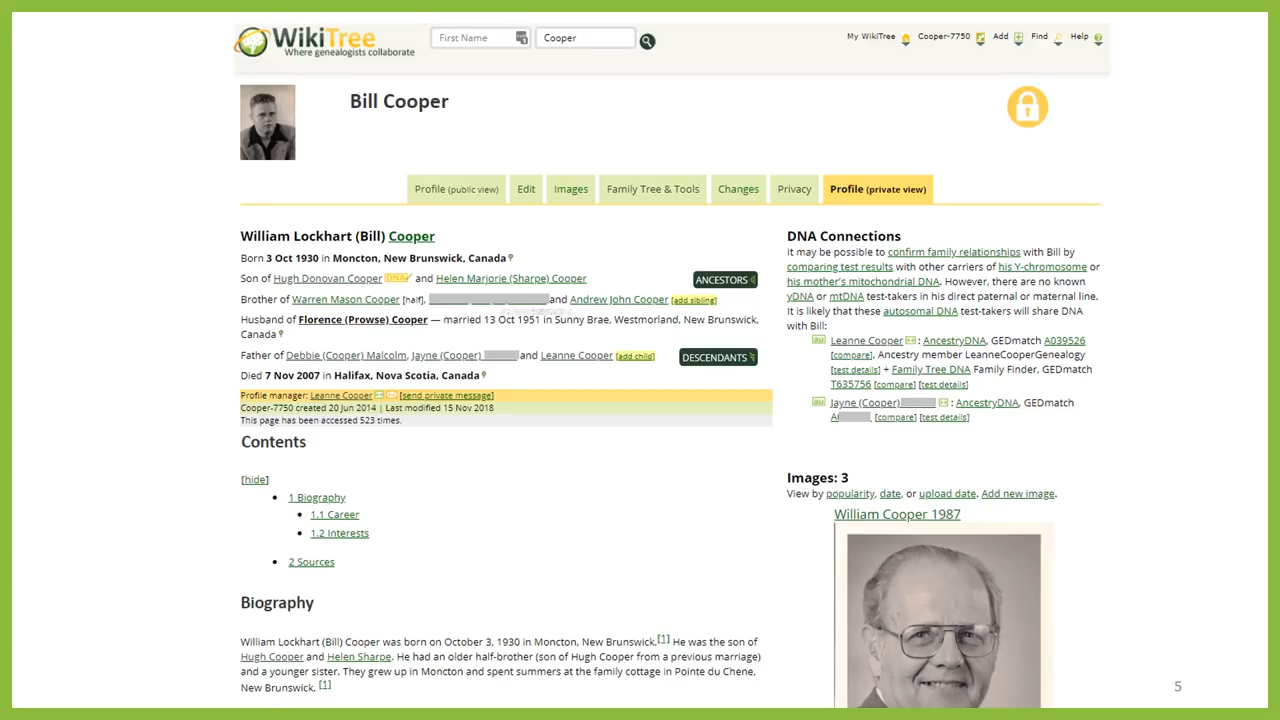 WikiTree
Where genealogists collaborate
First Name
Cooper
My WikiTree
Cooper-7750
Add
Find
Help
Bill Cooper
Profile (public view)
Edit
Images
Family Tree & Tools
Changes
Privacy
Profile (private view)
William Lockhart (Bill) Cooper
Born 3 Oct 1930 in Moncton, New Brunswick, Canada
Son of Hugh Donovan Cooper DNA and Helen Marjorie (Sharpe) Cooper
ANCESTORS
Brother of Warren Mason Cooper [half], and Andrew John Cooper [add sibling]
Husband of Florence (Prowse) Cooper — married 13 Oct 1951 in Sunny Brae, Westmorland, New Brunswick,
Canada
Father of Debbie (Cooper) Malcolm, Jayne (Cooper) and Leanne Cooper [add child]
DESCENDANTS
Died 7 Nov 2007 in Halifax, Nova Scotia, Canada
Profile manager: Leanne Cooper [send private message]
Cooper-7750 created 20 Jun 2014 | Last modified 15 Nov 2018
This page has been accessed 523 times.
Contents
[hide]
1 Biography
1.1 Career
1.2 Interests
2 Sources
Biography
William Lockhart (Bill) Cooper was born on October 3, 1930 in Moncton, New Brunswick.[1] He was the son of
Hugh Cooper and Helen Sharpe. He had an older half-brother (son of Hugh Cooper from a previous marriage)
and a younger sister. They grew up in Moncton and spent summers at the family cottage in Pointe du Chene,
New Brunswick. [1]
DNA Connections
It may be possible to confirm family relationships with Bill by
comparing test results with other carriers of his Y-chromosome or
his mother's mitochondrial DNA. However, there are no known
yDNA or mtDNA test-takers in his direct paternal or maternal line.
It is likely that these autosomal DNA test-takers will share DNA
with Bill:
Leanne Cooper : AncestryDNA, GEDmatch A039526
[compare], Ancestry member LeanneCooperGenealogy
[test details] + Family Tree DNA Family Finder, GEDmatch
T635756 [compare] [test details]
Jayne (Cooper) : AncestryDNA, GEDmatch
A [compare] [test details]
Images: 3
View by popularity, date, or upload date. Add new image.
William Cooper 1987
5